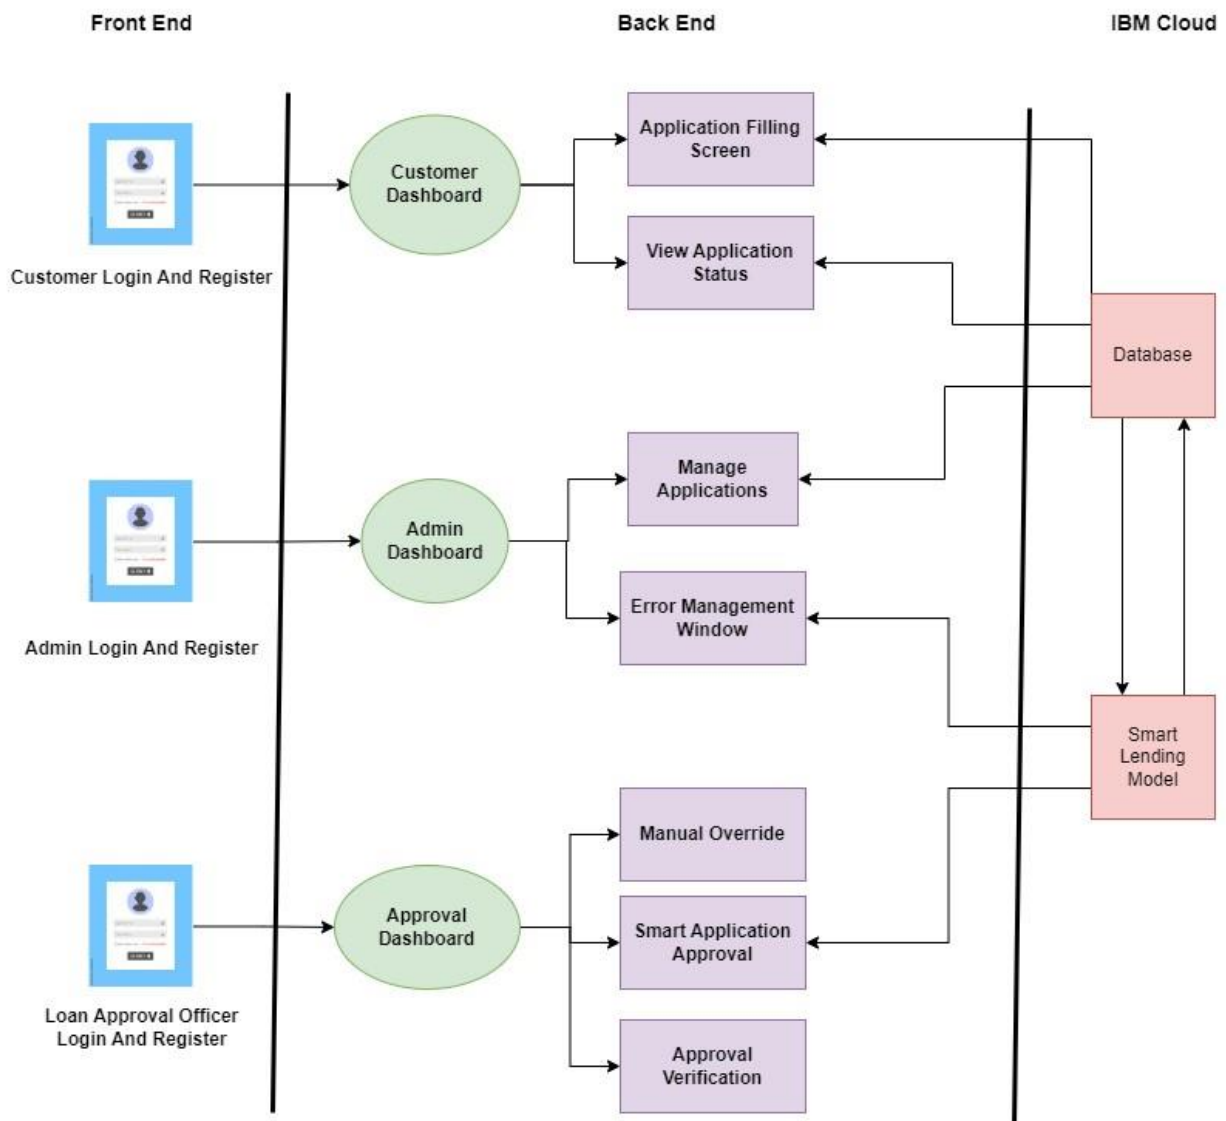 Front End
Back End
IBM Cloud
Application Filling
Screen
Customer
Dashboard
View Application
Status
Customer Login And Register
Database
Manage
Applications
Admin
Dashboard
Error Management
Window
Admin Login And Register
Smart
Lending
Model
Manual Override
Approval
Dashboard
Smart Application
Approval
Loan Approval Officer
Login And Register
Approval
Verification